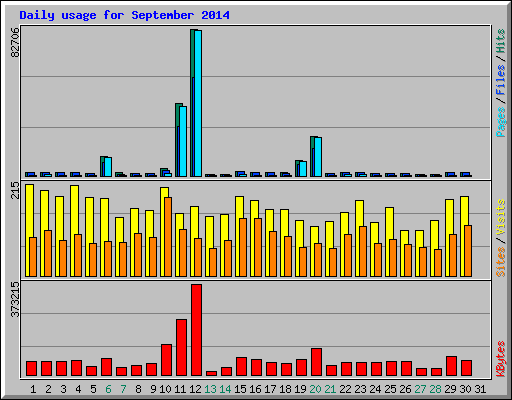 Daily usage for September 2014
82706
Pages / Files / Hits
215
Sites / Visits
373215
KBytes
1 2 3 4 5 6 7 8 9 10 11 12 13 14 15 16 17 18 19 20 21 22 23 24 25 26 27 28 29 30 31